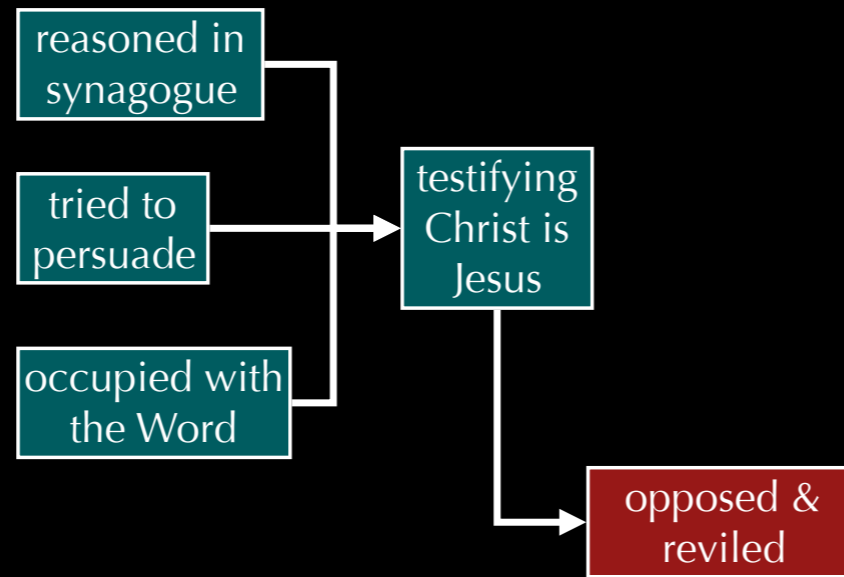 reasoned in
synagogue
tried to
persuade
occupied with
the Word
testifying
Christ is
Jesus
opposed &
reviled